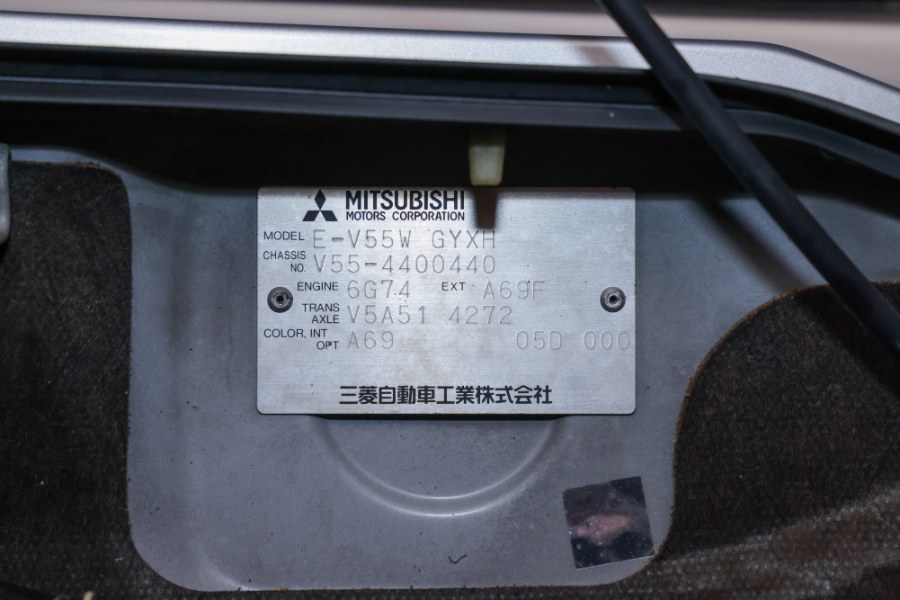 MITSUBISHI
MOTORS CORPORATION
MODEL E-V55W GYXH
CHASSIS NO. V55-4400440
ENGINE 6G74 EXT A69F
TRANS AXLE V5A51 4272
COLOR, INT OPT A69 05D 000
三菱自動車工業株式会社